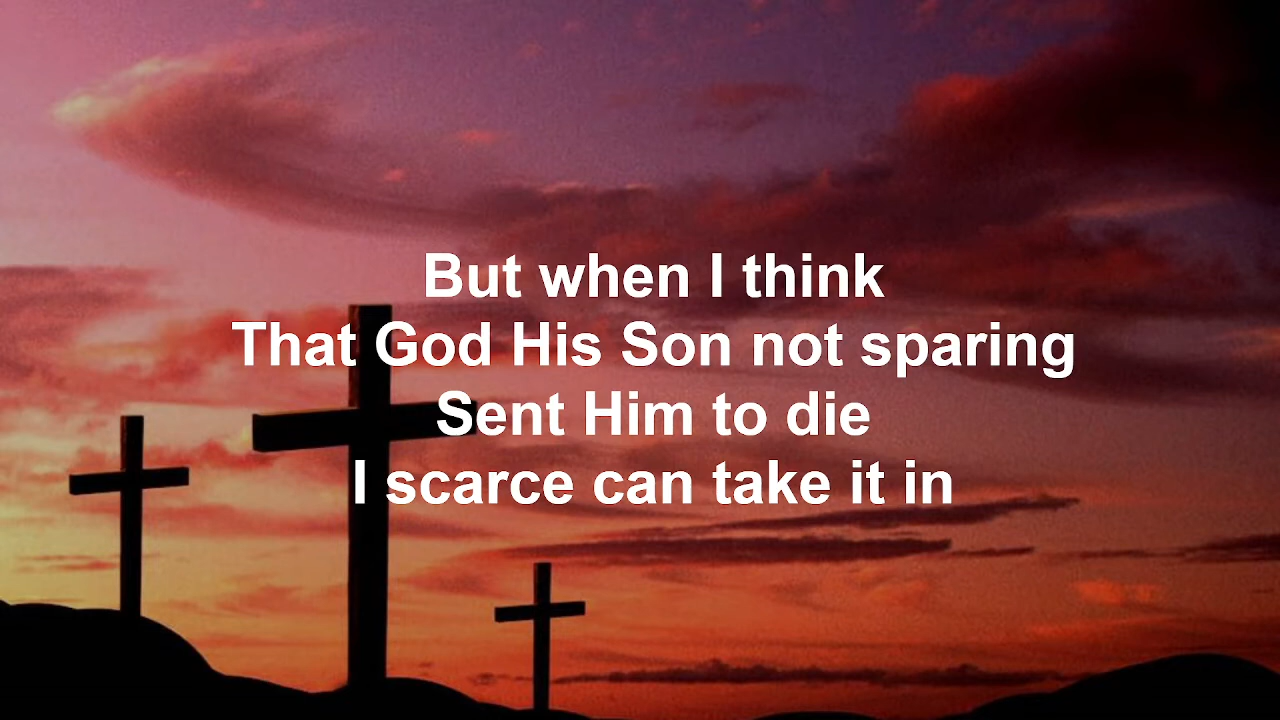 But when I think
That God His Son not sparing
Sent Him to die
I scarce can take it in